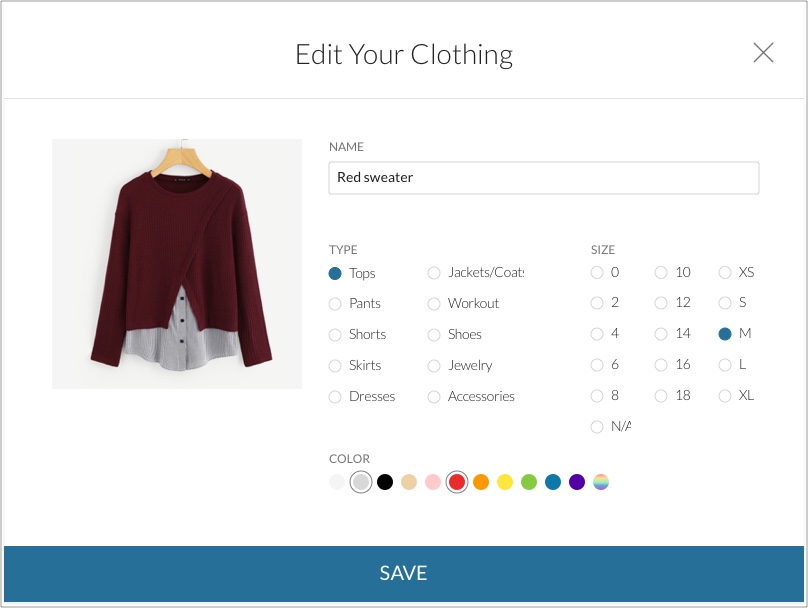 Edit Your Clothing
NAME
Red sweater
TYPE
Tops
Pants
Shorts
Skirts
Dresses
Jackets/Coats
Workout
Shoes
Jewelry
Accessories
SIZE
0
2
4
6
8
N/A
10
12
14
16
18
XS
S
M
L
XL
COLOR
SAVE